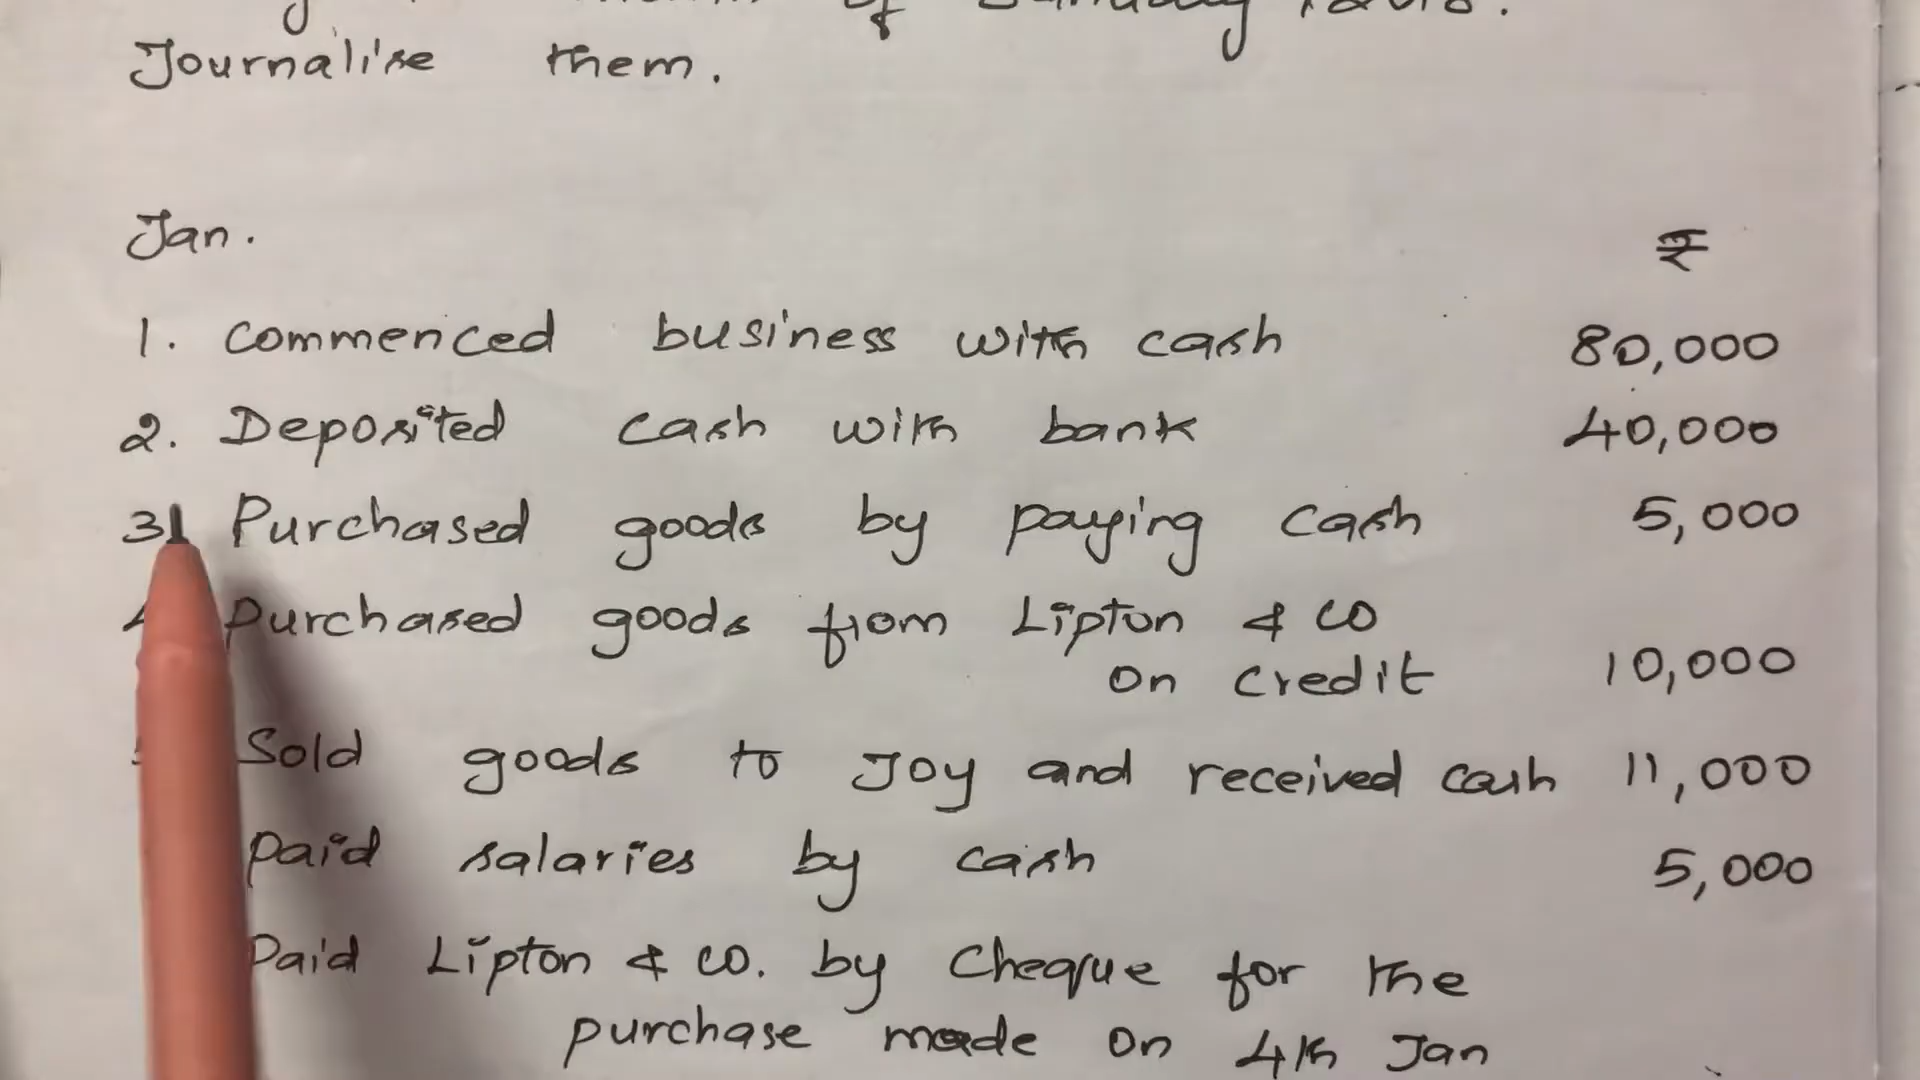 Journalise them.
Jan. ₹
1. Commenced business with cash 80,000
2. Deposited cash with bank 40,000
3 Purchased goods by paying cash 5,000
Purchased goods from Lipton & CO
on credit 10,000
Sold goods to Joy and received cash 11,000
Paid salaries by cash 5,000
Paid Lipton & CO. by Cheque for the
purchase made on 4th Jan